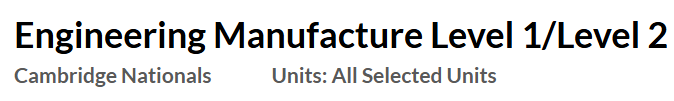 Engineering Manufacture Level 1/Level 2
Cambridge Nationals Units: All Selected Units